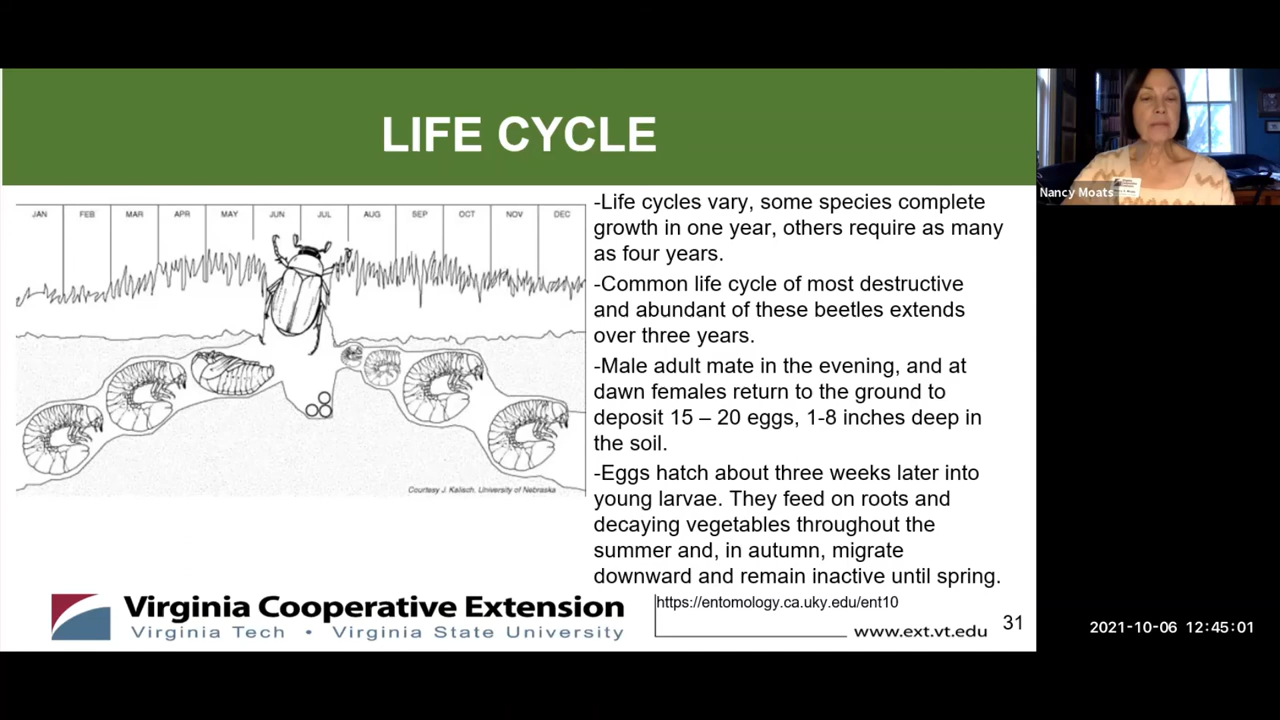 LIFE CYCLE
Nancy Moats
JAN FEB MAR APR MAY JUN JUL AUG SEP OCT NOV DEC
Courtesy J. Kalisch, University of Nebraska
-Life cycles vary, some species complete
growth in one year, others require as many
as four years.
-Common life cycle of most destructive
and abundant of these beetles extends
over three years.
-Male adult mate in the evening, and at
dawn females return to the ground to
deposit 15 – 20 eggs, 1-8 inches deep in
the soil.
-Eggs hatch about three weeks later into
young larvae. They feed on roots and
decaying vegetables throughout the
summer and, in autumn, migrate
downward and remain inactive until spring.
Virginia Cooperative Extension
Virginia Tech • Virginia State University
https://entomology.ca.uky.edu/ent10
www.ext.vt.edu
31
2021-10-06 12:45:01